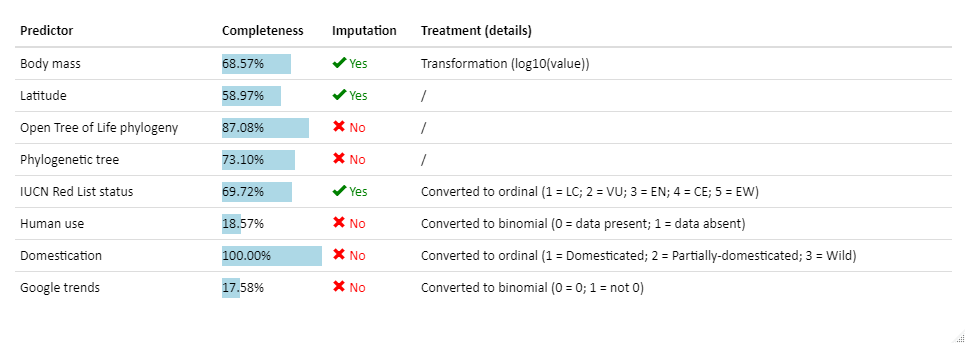 Predictor Completeness Imputation Treatment (details)
Body mass 68.57% Yes Transformation (log10(value))
Latitude 58.97% Yes /
Open Tree of Life phylogeny 87.08% No /
Phylogenetic tree 73.10% No /
IUCN Red List status 69.72% Yes Converted to ordinal (1 = LC; 2 = VU; 3 = EN; 4 = CE; 5 = EW)
Human use 18.57% No Converted to binomial (0 = data present; 1 = data absent)
Domestication 100.00% No Converted to ordinal (1 = Domesticated; 2 = Partially-domesticated; 3 = Wild)
Google trends 17.58% No Converted to binomial (0 = 0; 1 = not 0)